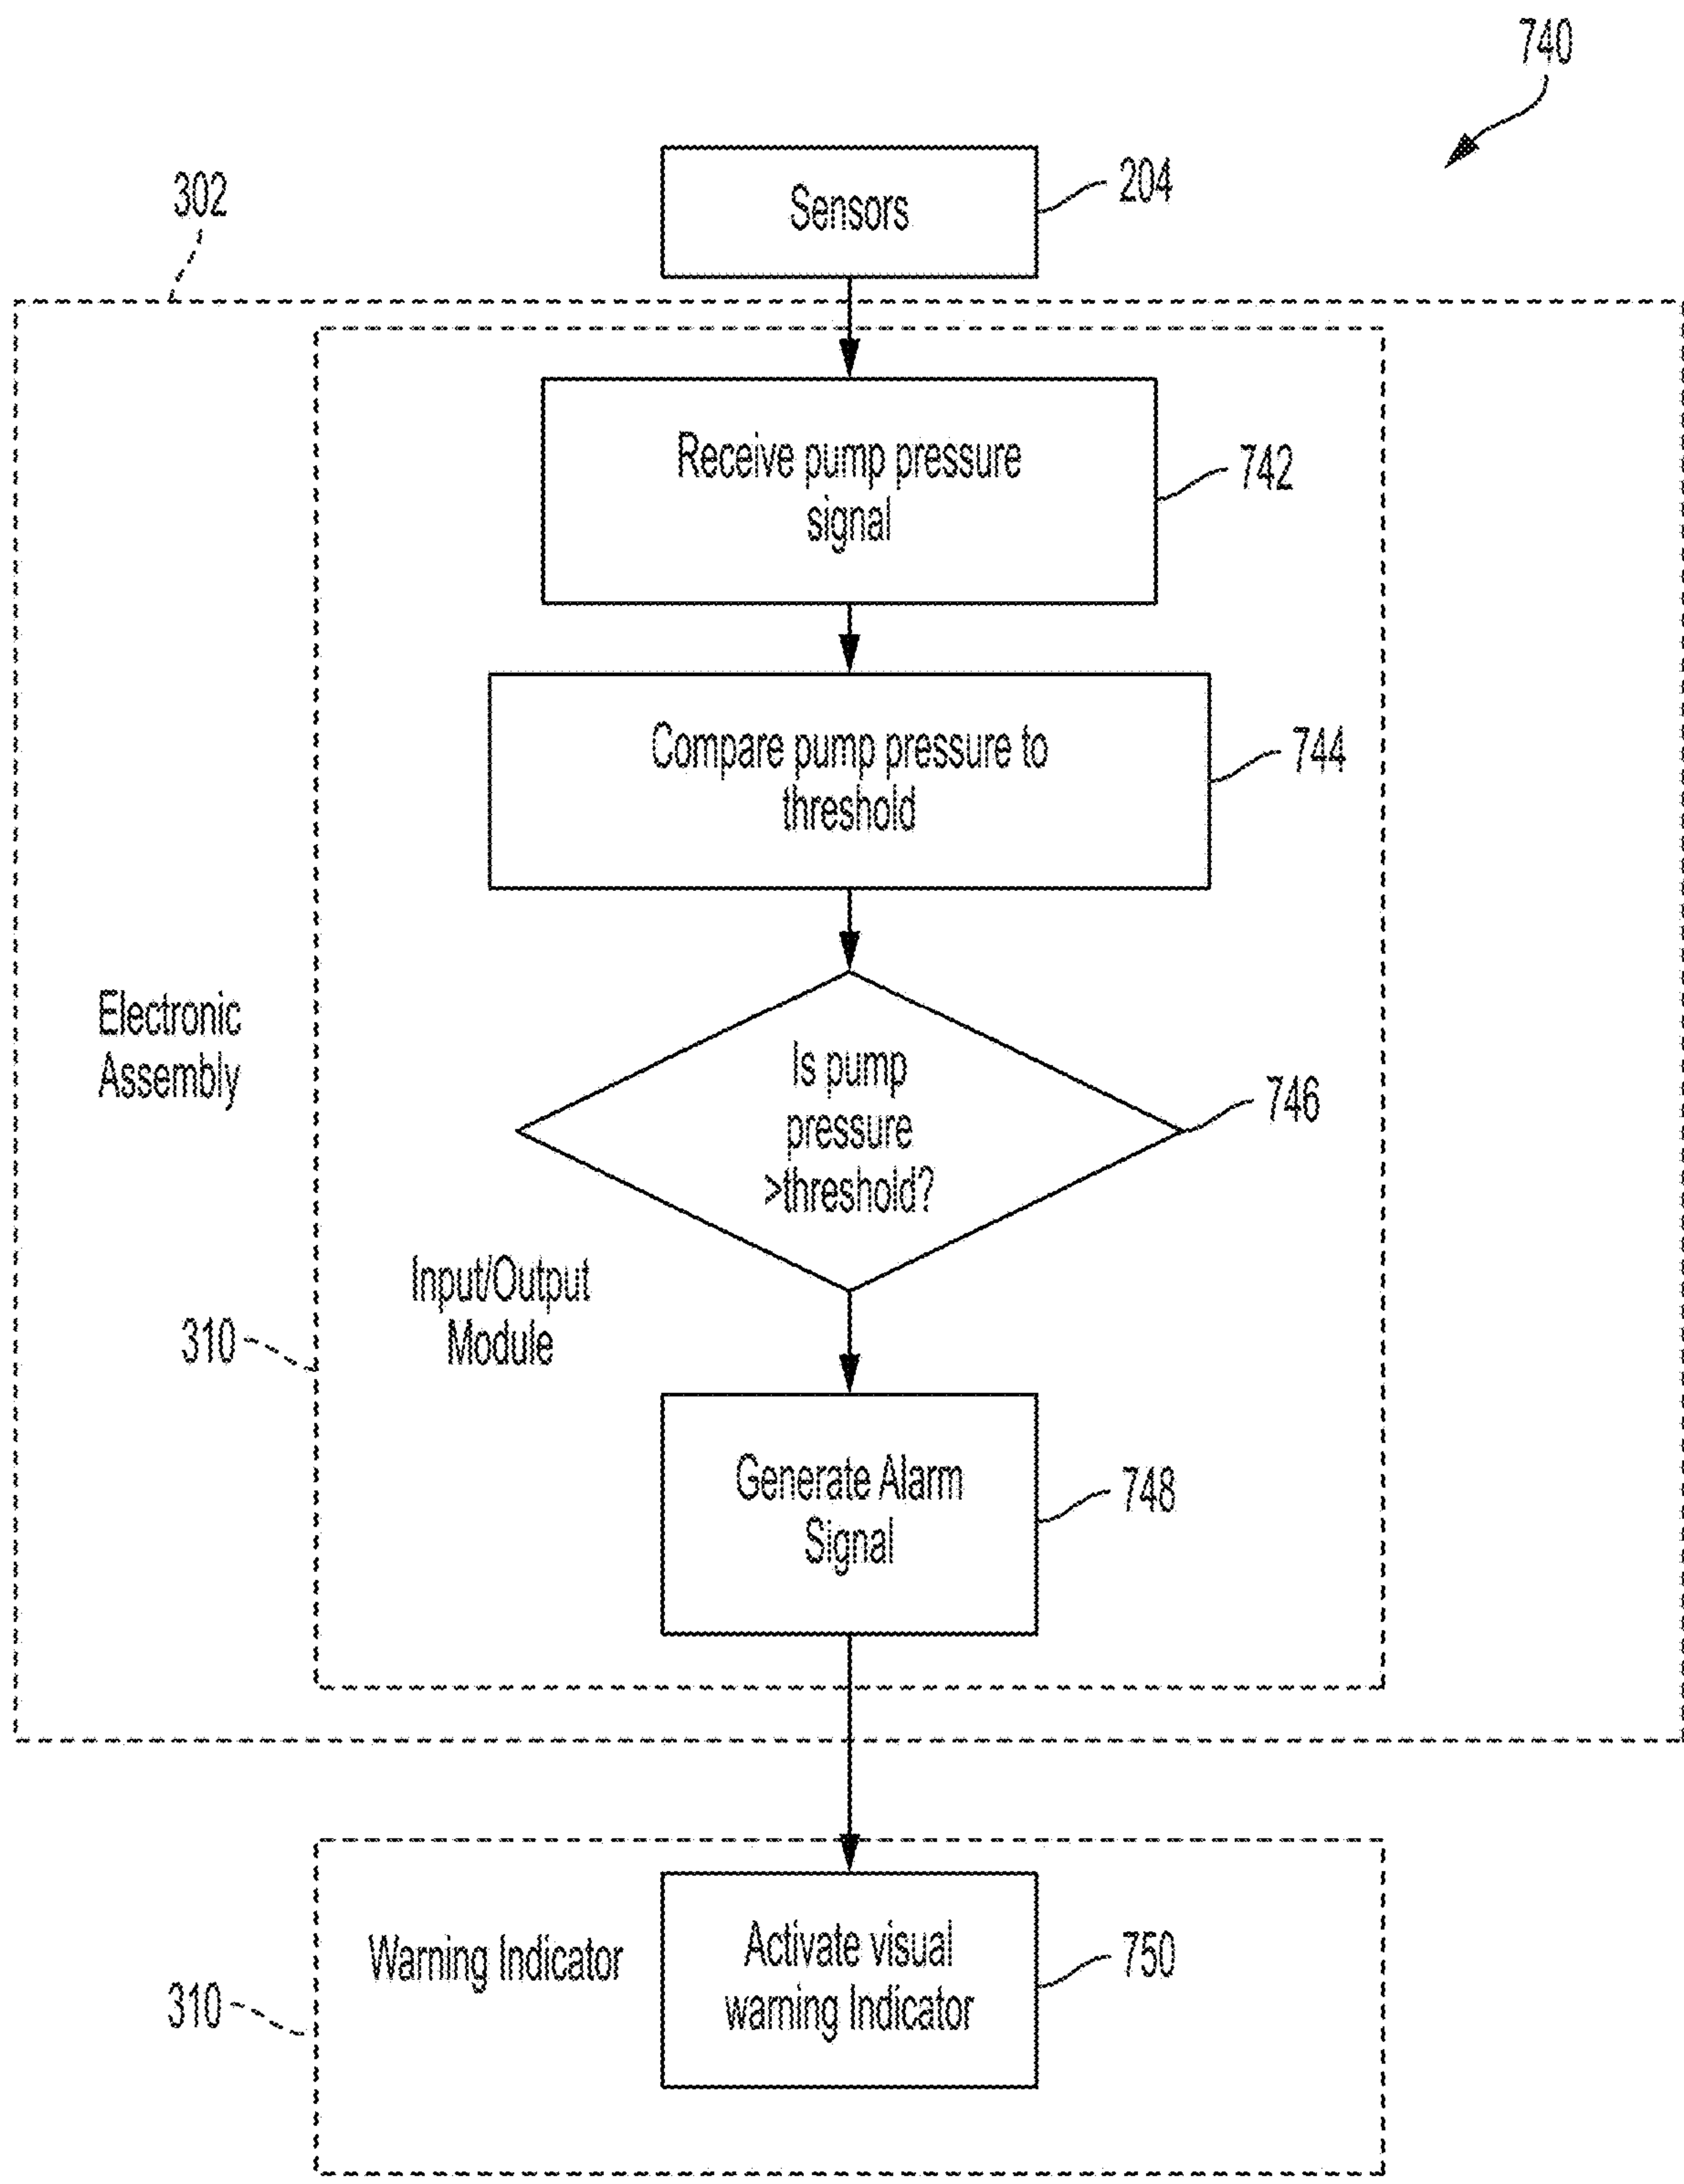 740
302
Sensors
204
Receive pump pressure
signal
742
Compare pump pressure to
threshold
744
Electronic
Assembly
Is pump
pressure
>threshold?
746
Input/Output
Module
310
Generate Alarm
Signal
748
Warning Indicator
310
Activate visual
warning Indicator
750